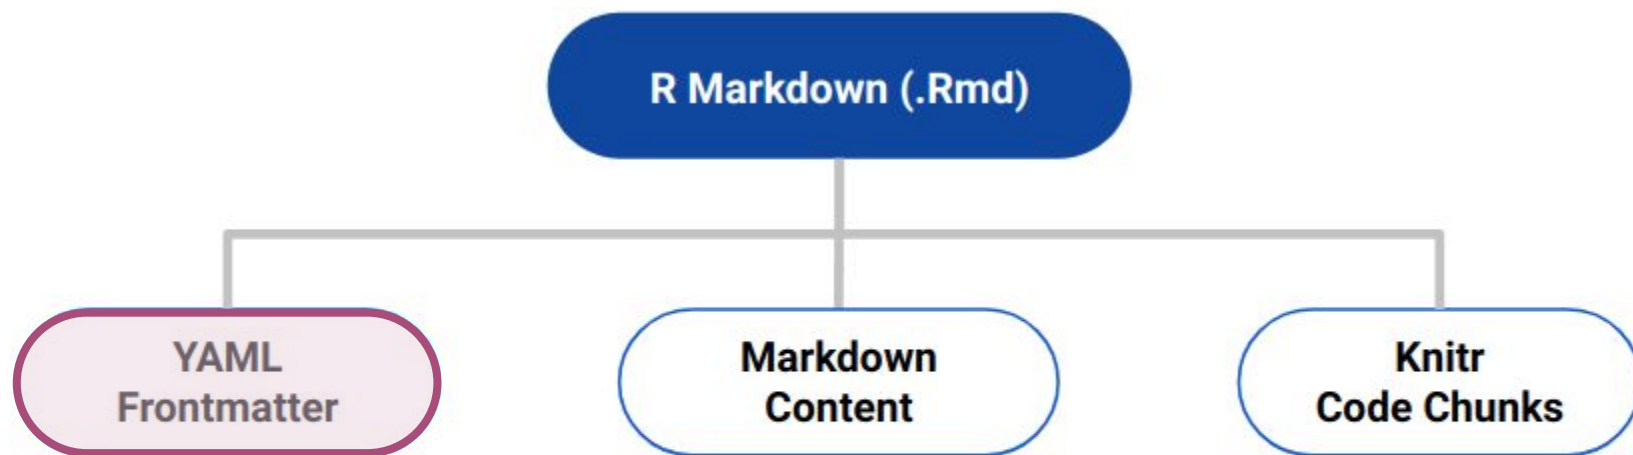 R Markdown (.Rmd)
YAML
Frontmatter
Markdown
Content
Knitr
Code Chunks